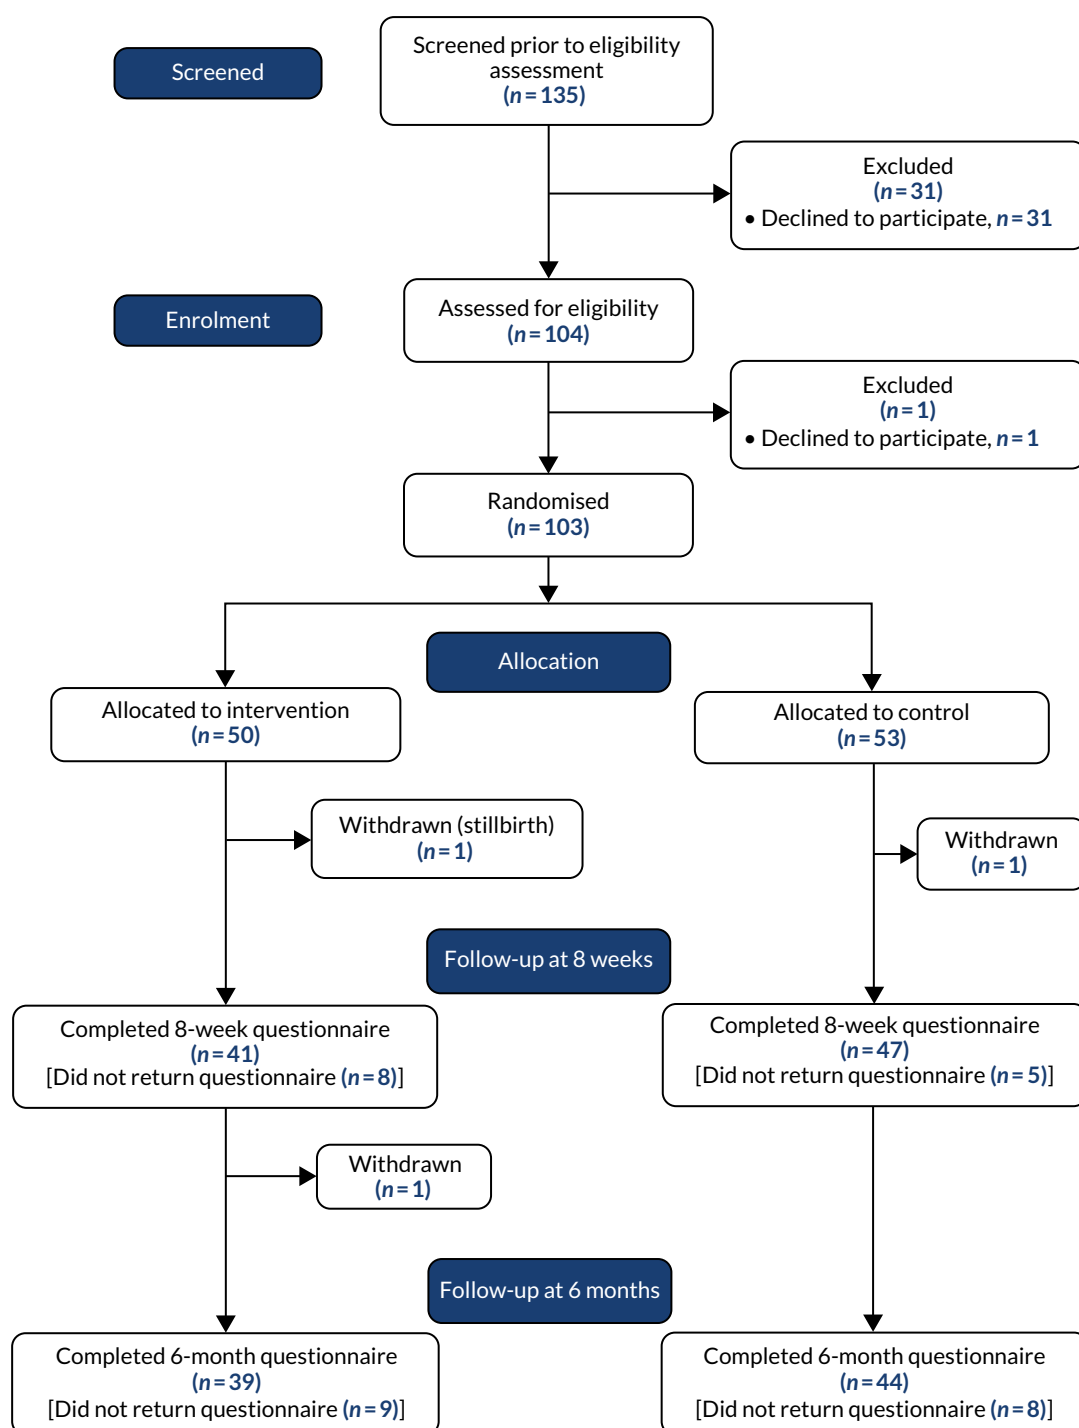 Screened
Screened prior to eligibility
assessment
(n=135)
Excluded
(n=31)
• Declined to participate, n=31
Enrolment
Assessed for eligibility
(n=104)
Excluded
(n=1)
• Declined to participate, n=1
Randomised
(n=103)
Allocation
Allocated to intervention
(n=50)
Allocated to control
(n=53)
Withdrawn (stillbirth)
(n=1)
Withdrawn
(n=1)
Follow-up at 8 weeks
Completed 8-week questionnaire
(n=41)
[Did not return questionnaire (n=8)]
Completed 8-week questionnaire
(n=47)
[Did not return questionnaire (n=5)]
Withdrawn
(n=1)
Follow-up at 6 months
Completed 6-month questionnaire
(n=39)
[Did not return questionnaire (n=9)]
Completed 6-month questionnaire
(n=44)
[Did not return questionnaire (n=8)]